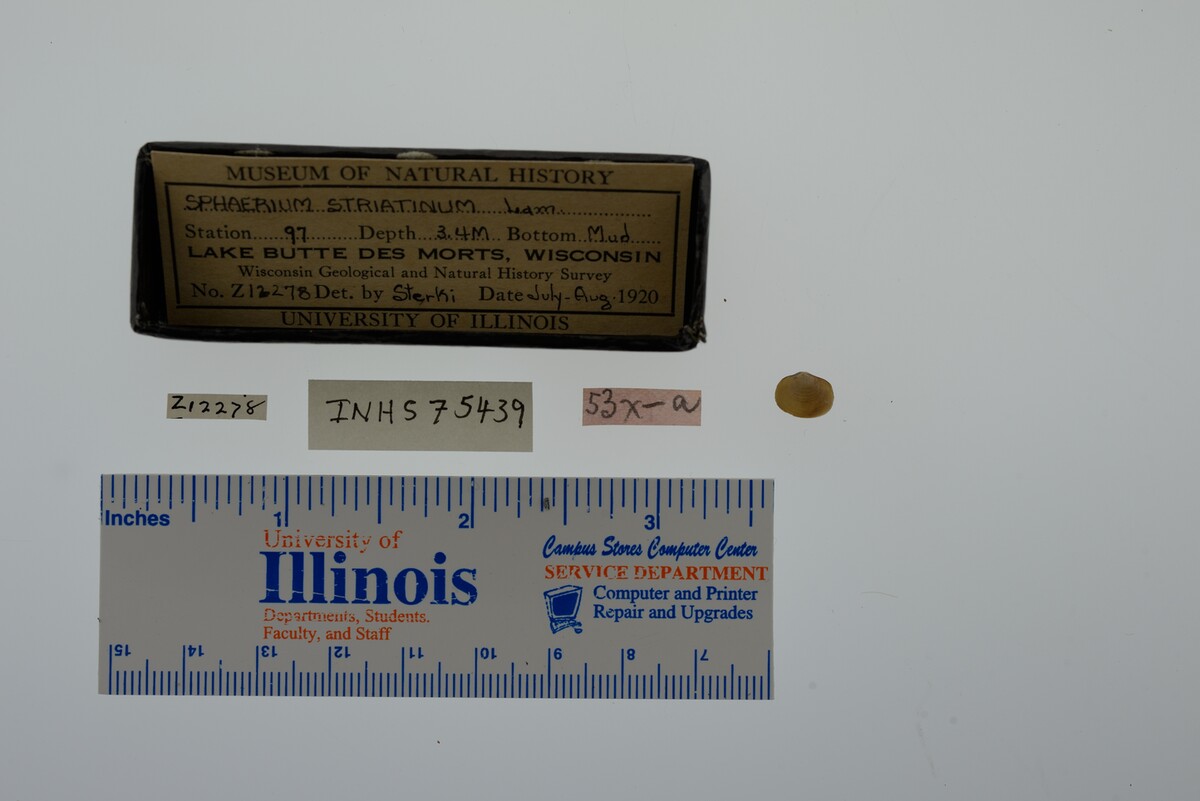 MUSEUM OF NATURAL HISTORY
SPHAERIUM STRIATINUM Lam.
Station 97 Depth 3.4M Bottom Mud
LAKE BUTTE DES MORTS, WISCONSIN
Wisconsin Geological and Natural History Survey
No. Z12278 Det. by Sterki Date July-Aug. 1920
UNIVERSITY OF ILLINOIS
Z12278
INHS 75439
53x-a
Inches 1 2 3
University of
Illinois
Departments, Students,
Faculty, and Staff
Campus Stores Computer Center
SERVICE DEPARTMENT
Computer and Printer
Repair and Upgrades
15 14 13 12 11 10 9 8 7